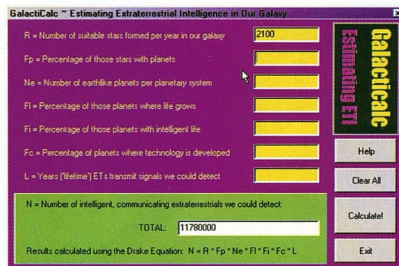 GalactiCalc ~ Estimating Extraterrestrial Intelligence in Our Galaxy
R = Number of suitable stars formed per year in our galaxy
2100
Fp = Percentage of those stars with planets
Ne = Number of earthlike planets per planetary system
Fl = Percentage of those planets where life grows
Fi = Percentage of those planets with intelligent life
Fc = Percentage of planets where technology is developed
L = Years ('lifetime') ETs transmit signals we could detect
N = Number of intelligent, communicating extraterrestrials we could detect:
TOTAL: 11780000
Results calculated using the Drake Equation: N = R * Fp * Ne * Fl * Fi * Fc * L
Galacticalc
Estimating ETI
Help
Clear All
Calculate!
Exit